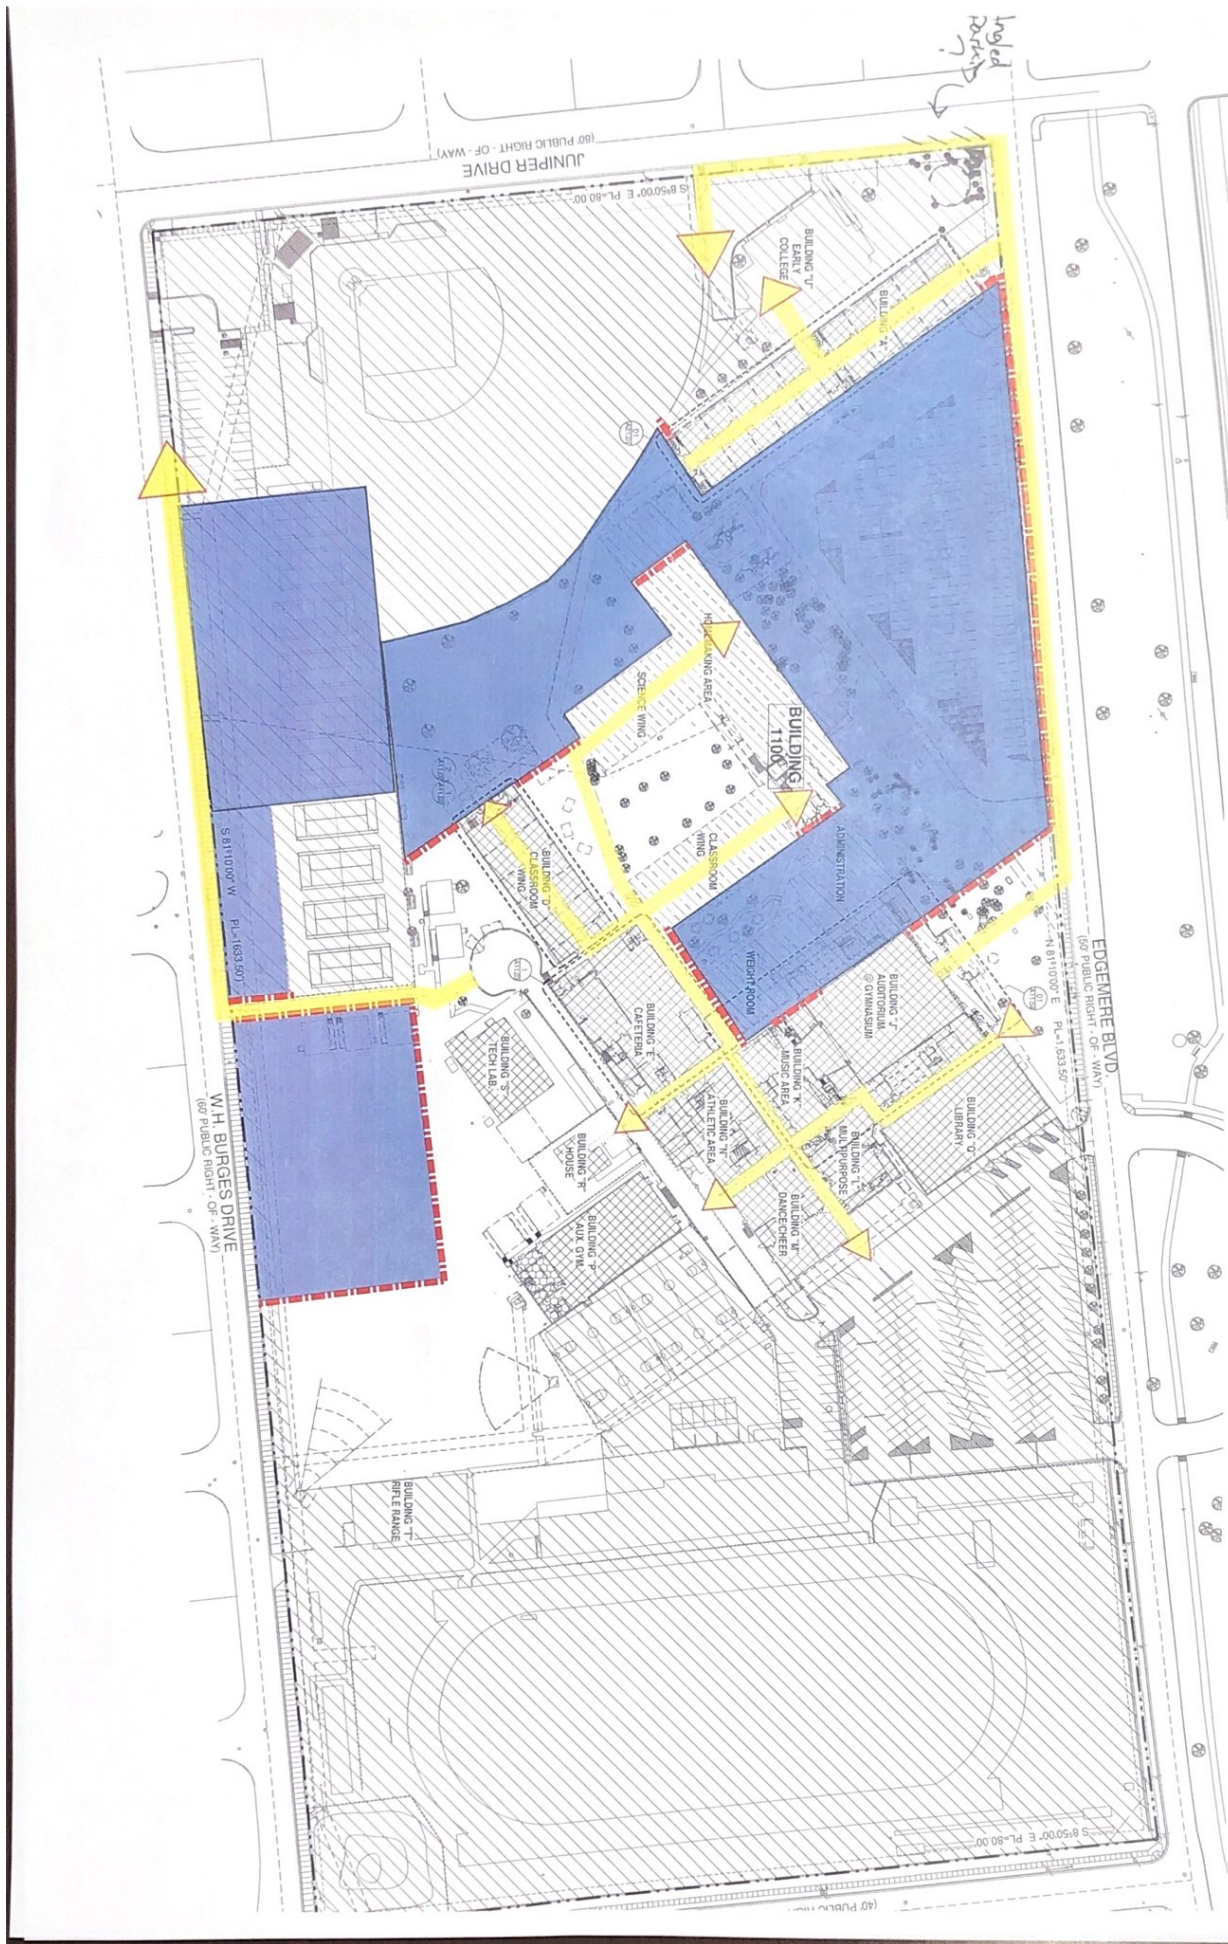 Angled
Parking
?
JUNIPER DRIVE
(60' PUBLIC RIGHT - OF - WAY)
S 8°50'00" E PL=80.00'
BUILDING "U"
EARLY
COLLEGE
BUILDING "A"
HOMEMAKING AREA
SCIENCE WING
BUILDING
1100
CLASSROOM
WING
ADMINISTRATION
BUILDING "D"
CLASSROOM
WING
WEIGHT ROOM
BUILDING "J"
AUDITORIUM
@ GYMNASIUM
EDGEMERE BLVD.
(50' PUBLIC RIGHT - OF - WAY)
N 81°10'00" E PL=1,633.50'
BUILDING "E"
CAFETERIA
BUILDING "K"
MUSIC AREA
BUILDING "Q"
LIBRARY
BUILDING "S"
TECH LAB.
BUILDING "N"
ATHLETIC AREA
BUILDING "L"
MULTIPURPOSE
BUILDING "R"
HOUSE
BUILDING "M"
DANCE/CHEER
BUILDING "P"
AUX. GYM.
S 81°10'00" W PL=1633.50'
W.H. BURGES DRIVE
(60' PUBLIC RIGHT - OF - WAY)
BUILDING "T"
RIFLE RANGE
S 8°50'00" E PL=80.00'
(40' PUBLIC